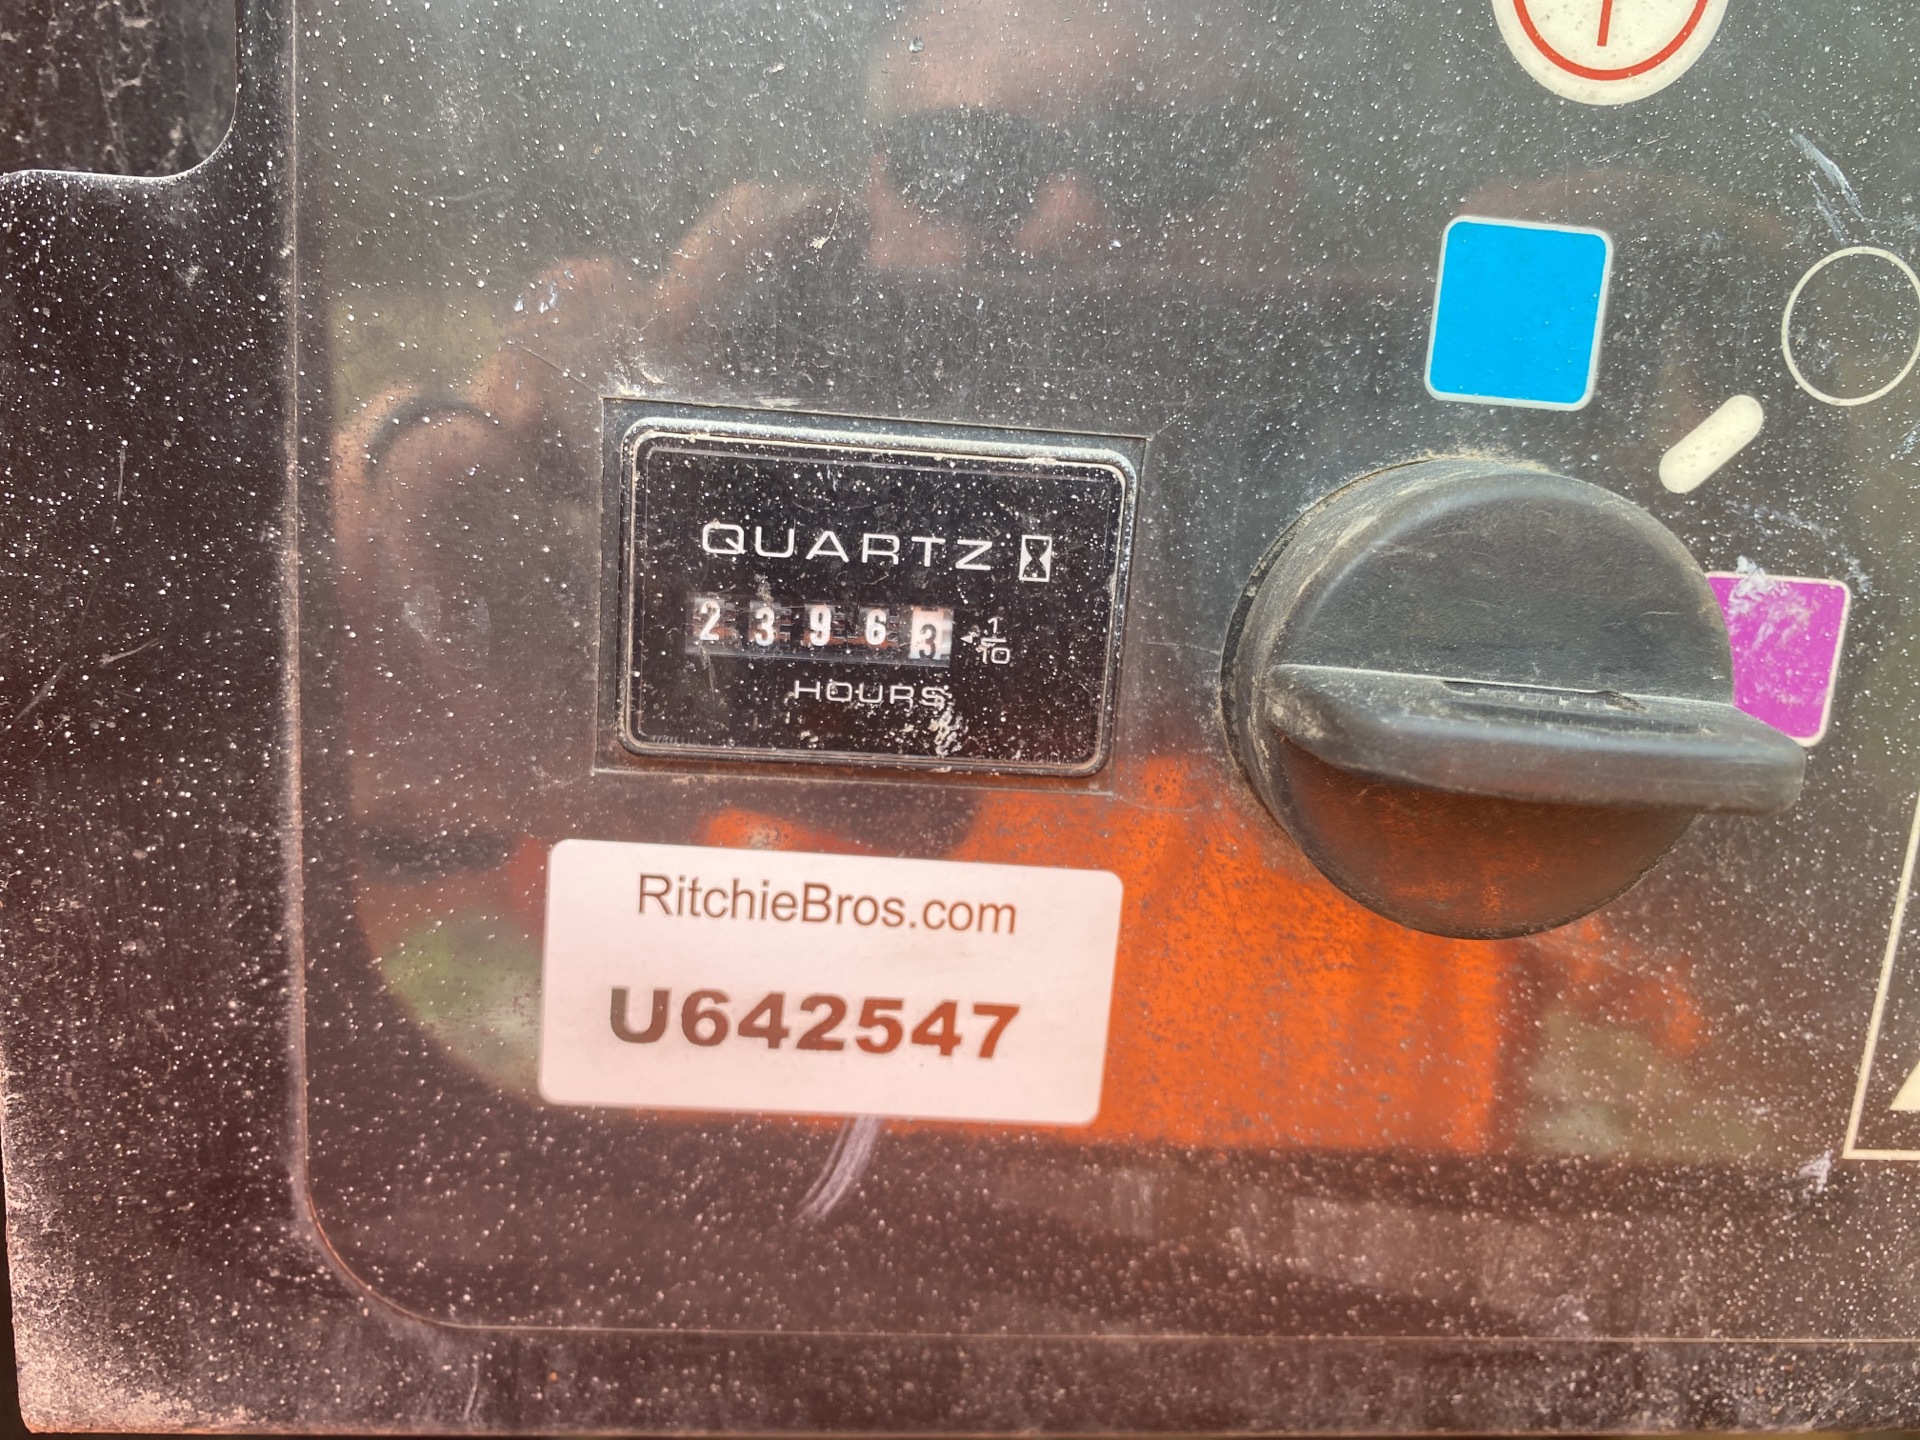 QUARTZ
23963 1/10
HOURS
RitchieBros.com
U642547